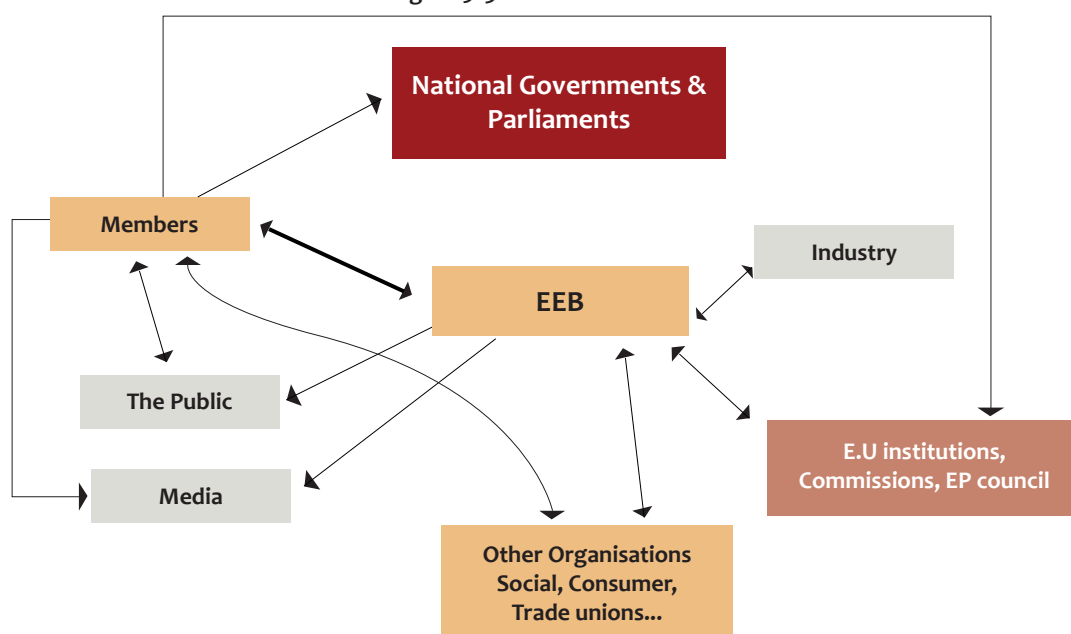 National Governments &
Parliaments
Members
Industry
EEB
The Public
E.U institutions,
Commissions, EP council
Media
Other Organisations
Social, Consumer,
Trade unions...